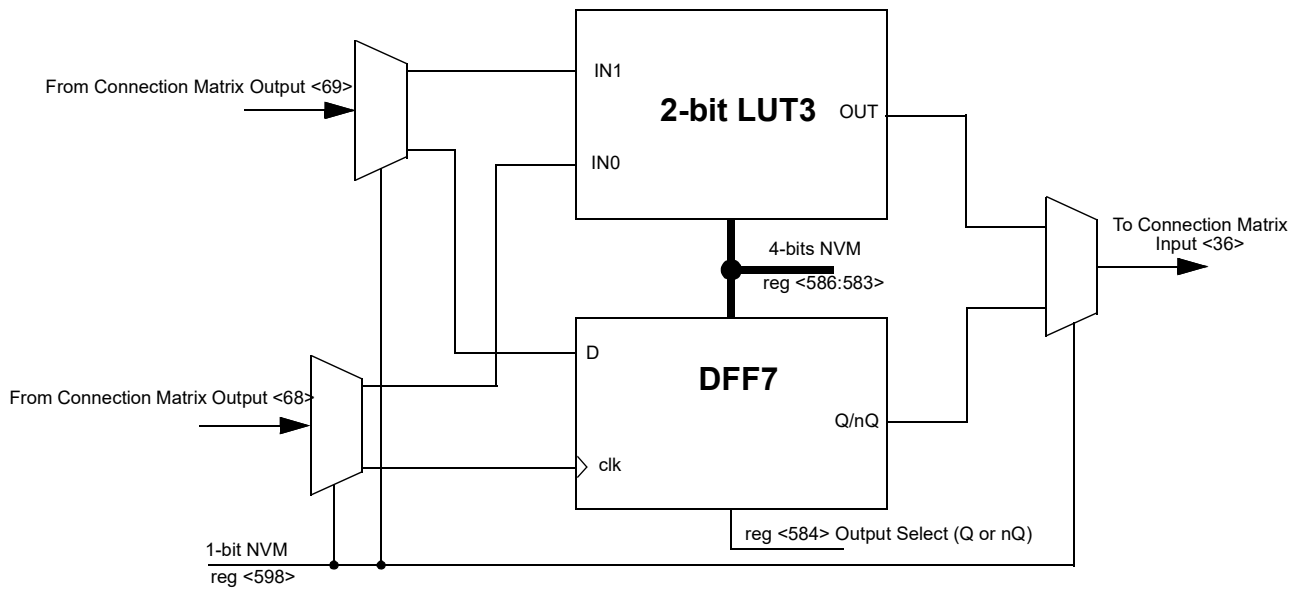 From Connection Matrix Output <69>
IN1
2-bit LUT3
OUT
IN0
To Connection Matrix
Input <36>
4-bits NVM
reg <586:583>
D
DFF7
From Connection Matrix Output <68>
Q/nQ
clk
reg <584> Output Select (Q or nQ)
1-bit NVM
reg <598>